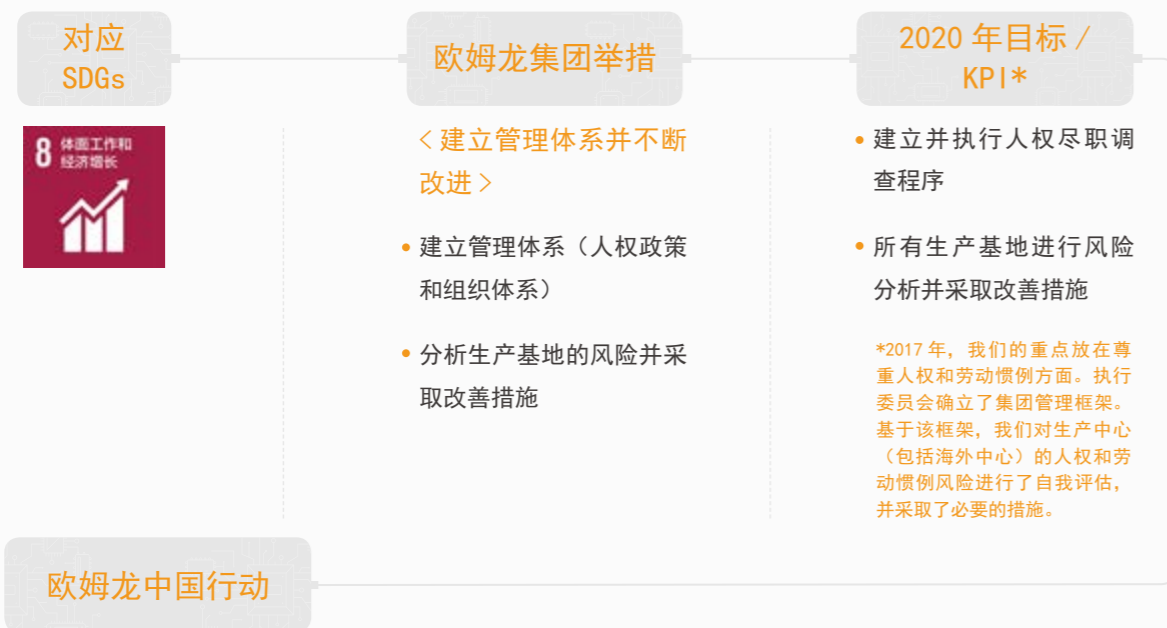 对应
SDGs
欧姆龙集团举措
2020 年目标 /
KPI*
8 体面工作和
经济增长
< 建立管理体系并不断
改进 >
• 建立管理体系（人权政策
和组织体系）
• 分析生产基地的风险并采
取改善措施
• 建立并执行人权尽职调
查程序
• 所有生产基地进行风险
分析并采取改善措施
*2017 年，我们的重点放在尊
重人权和劳动惯例方面。执行
委员会确立了集团管理框架。
基于该框架，我们对生产中心
（包括海外中心）的人权和劳
动惯例风险进行了自我评估，
并采取了必要的措施。
欧姆龙中国行动